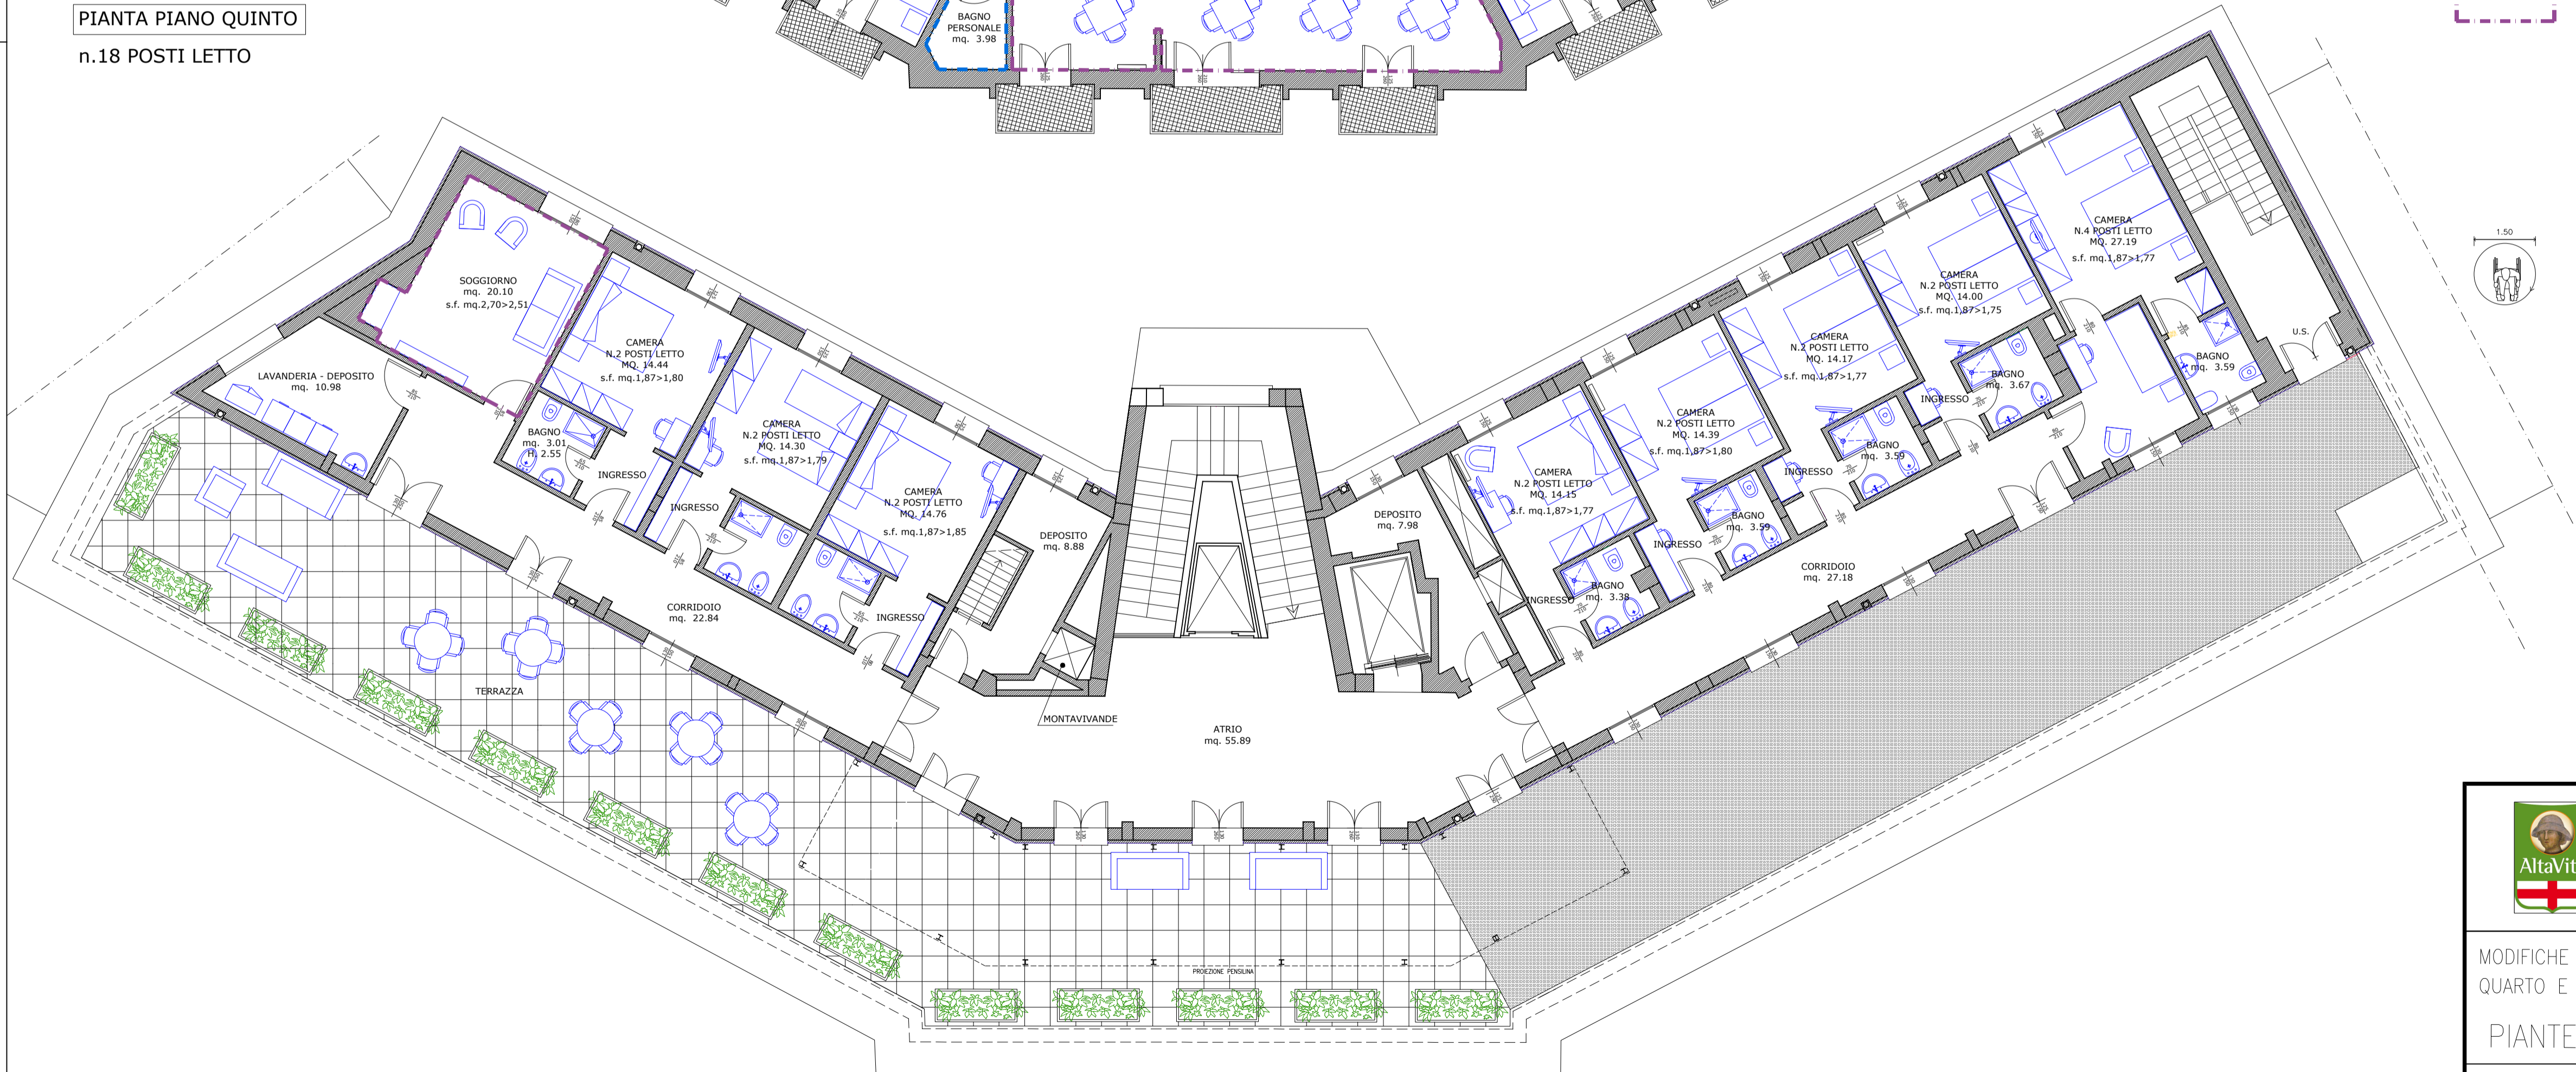 PIANTA PIANO QUINTO
n.18 POSTI LETTO
BAGNO
PERSONALE
mq. 3.98
SOGGIORNO
mq. 20.10
s.f. mq.2,70>2,51
LAVANDERIA - DEPOSITO
mq. 10.98
CAMERA
N.2 POSTI LETTO
MQ. 14.44
s.f. mq.1,87>1,80
BAGNO
mq. 3.01
H. 2.55
INGRESSO
CAMERA
N.2 POSTI LETTO
MQ. 14.30
s.f. mq.1,87>1,79
INGRESSO
CAMERA
N.2 POSTI LETTO
MQ. 14.76
s.f. mq.1,87>1,85
INGRESSO
CORRIDOIO
mq. 22.84
TERRAZZA
DEPOSITO
mq. 8.88
MONTAVIVANDE
ATRIO
mq. 55.89
PROIEZIONE PENSILINA
DEPOSITO
mq. 7.98
CAMERA
N.2 POSTI LETTO
MQ. 14.15
s.f. mq.1,87>1,77
INGRESSO
BAGNO
mq. 3.38
CAMERA
N.2 POSTI LETTO
MQ. 14.39
s.f. mq.1,87>1,80
INGRESSO
BAGNO
mq. 3.59
CAMERA
N.2 POSTI LETTO
MQ. 14.17
s.f. mq.1,87>1,77
INGRESSO
BAGNO
mq. 3.59
CAMERA
N.2 POSTI LETTO
MQ. 14.00
s.f. mq.1,87>1,75
INGRESSO
BAGNO
mq. 3.67
CAMERA
N.4 POSTI LETTO
MQ. 27.19
s.f. mq.1,87>1,77
BAGNO
mq. 3.59
U.S.
CORRIDOIO
mq. 27.18
1.50
AltaVit
MODIFICHE
QUARTO E
PIANTE